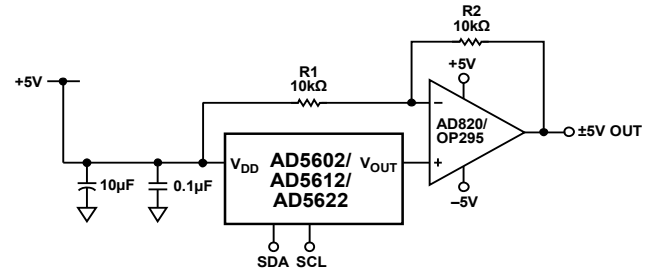 R2
10kΩ
+5V
R1
10kΩ
+5V
−
AD820/
OP295
±5V OUT
+
−5V
10µF
0.1µF
VDD
AD5602/
AD5612/
AD5622
VOUT
SDA SCL